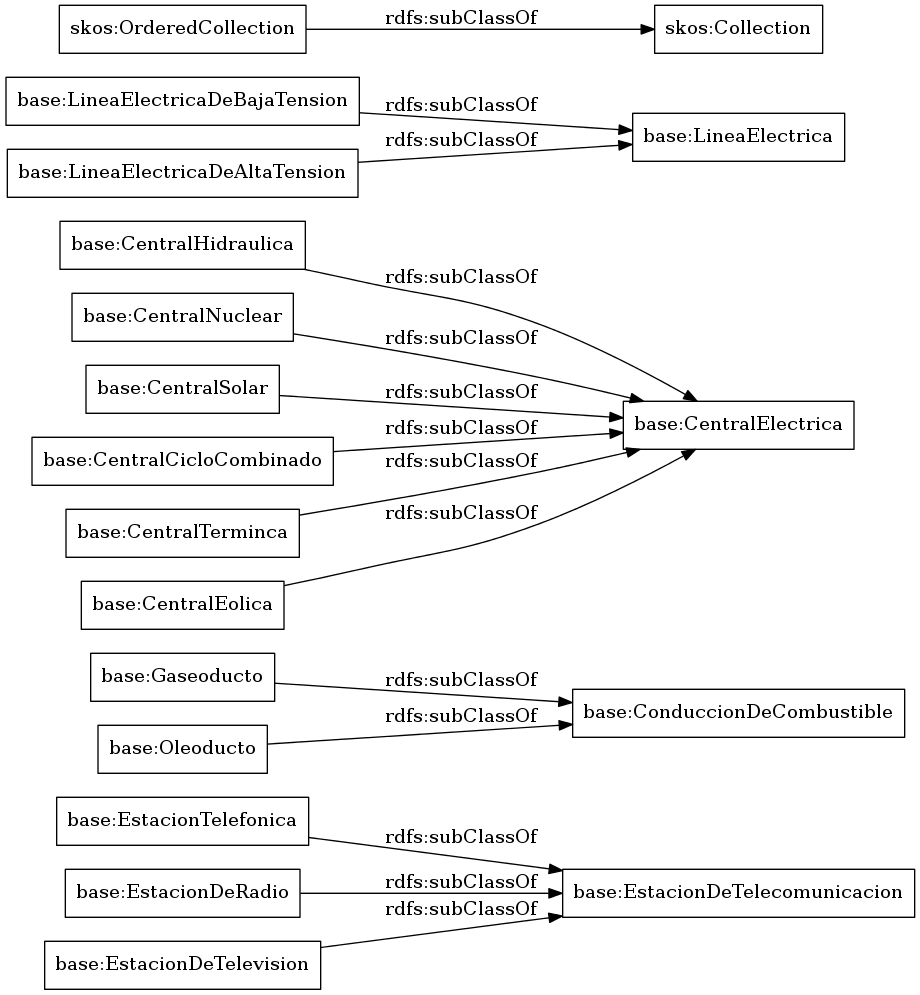 skos:OrderedCollection
rdfs:subClassOf
skos:Collection
base:LineaElectricaDeBajaTension
rdfs:subClassOf
base:LineaElectrica
rdfs:subClassOf
base:LineaElectricaDeAltaTension
base:CentralHidraulica
rdfs:subClassOf
base:CentralNuclear
rdfs:subClassOf
base:CentralSolar
rdfs:subClassOf
base:CentralElectrica
rdfs:subClassOf
base:CentralCicloCombinado
rdfs:subClassOf
base:CentralTerminca
rdfs:subClassOf
base:CentralEolica
base:Gaseoducto
rdfs:subClassOf
base:ConduccionDeCombustible
rdfs:subClassOf
base:Oleoducto
base:EstacionTelefonica
rdfs:subClassOf
base:EstacionDeRadio
rdfs:subClassOf
base:EstacionDeTelecomunicacion
rdfs:subClassOf
base:EstacionDeTelevision